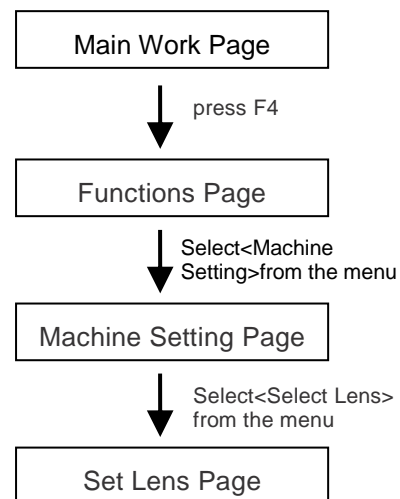 Main Work Page
press F4
Functions Page
Select<Machine
Setting>from the menu
Machine Setting Page
Select<Select Lens>
from the menu
Set Lens Page